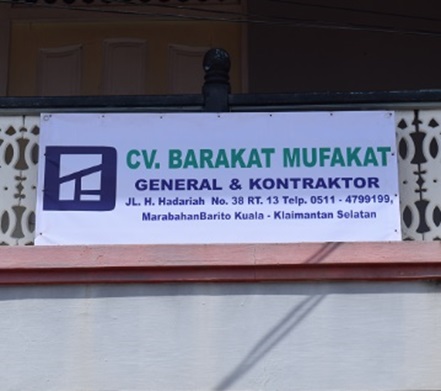 CV. BARAKAT MUFAKAT
GENERAL & KONTRAKTOR
JL. H. Hadariah No. 38 RT. 13 Telp. 0511 - 4799199,
MarabahanBarito Kuala - Klaimantan Selatan